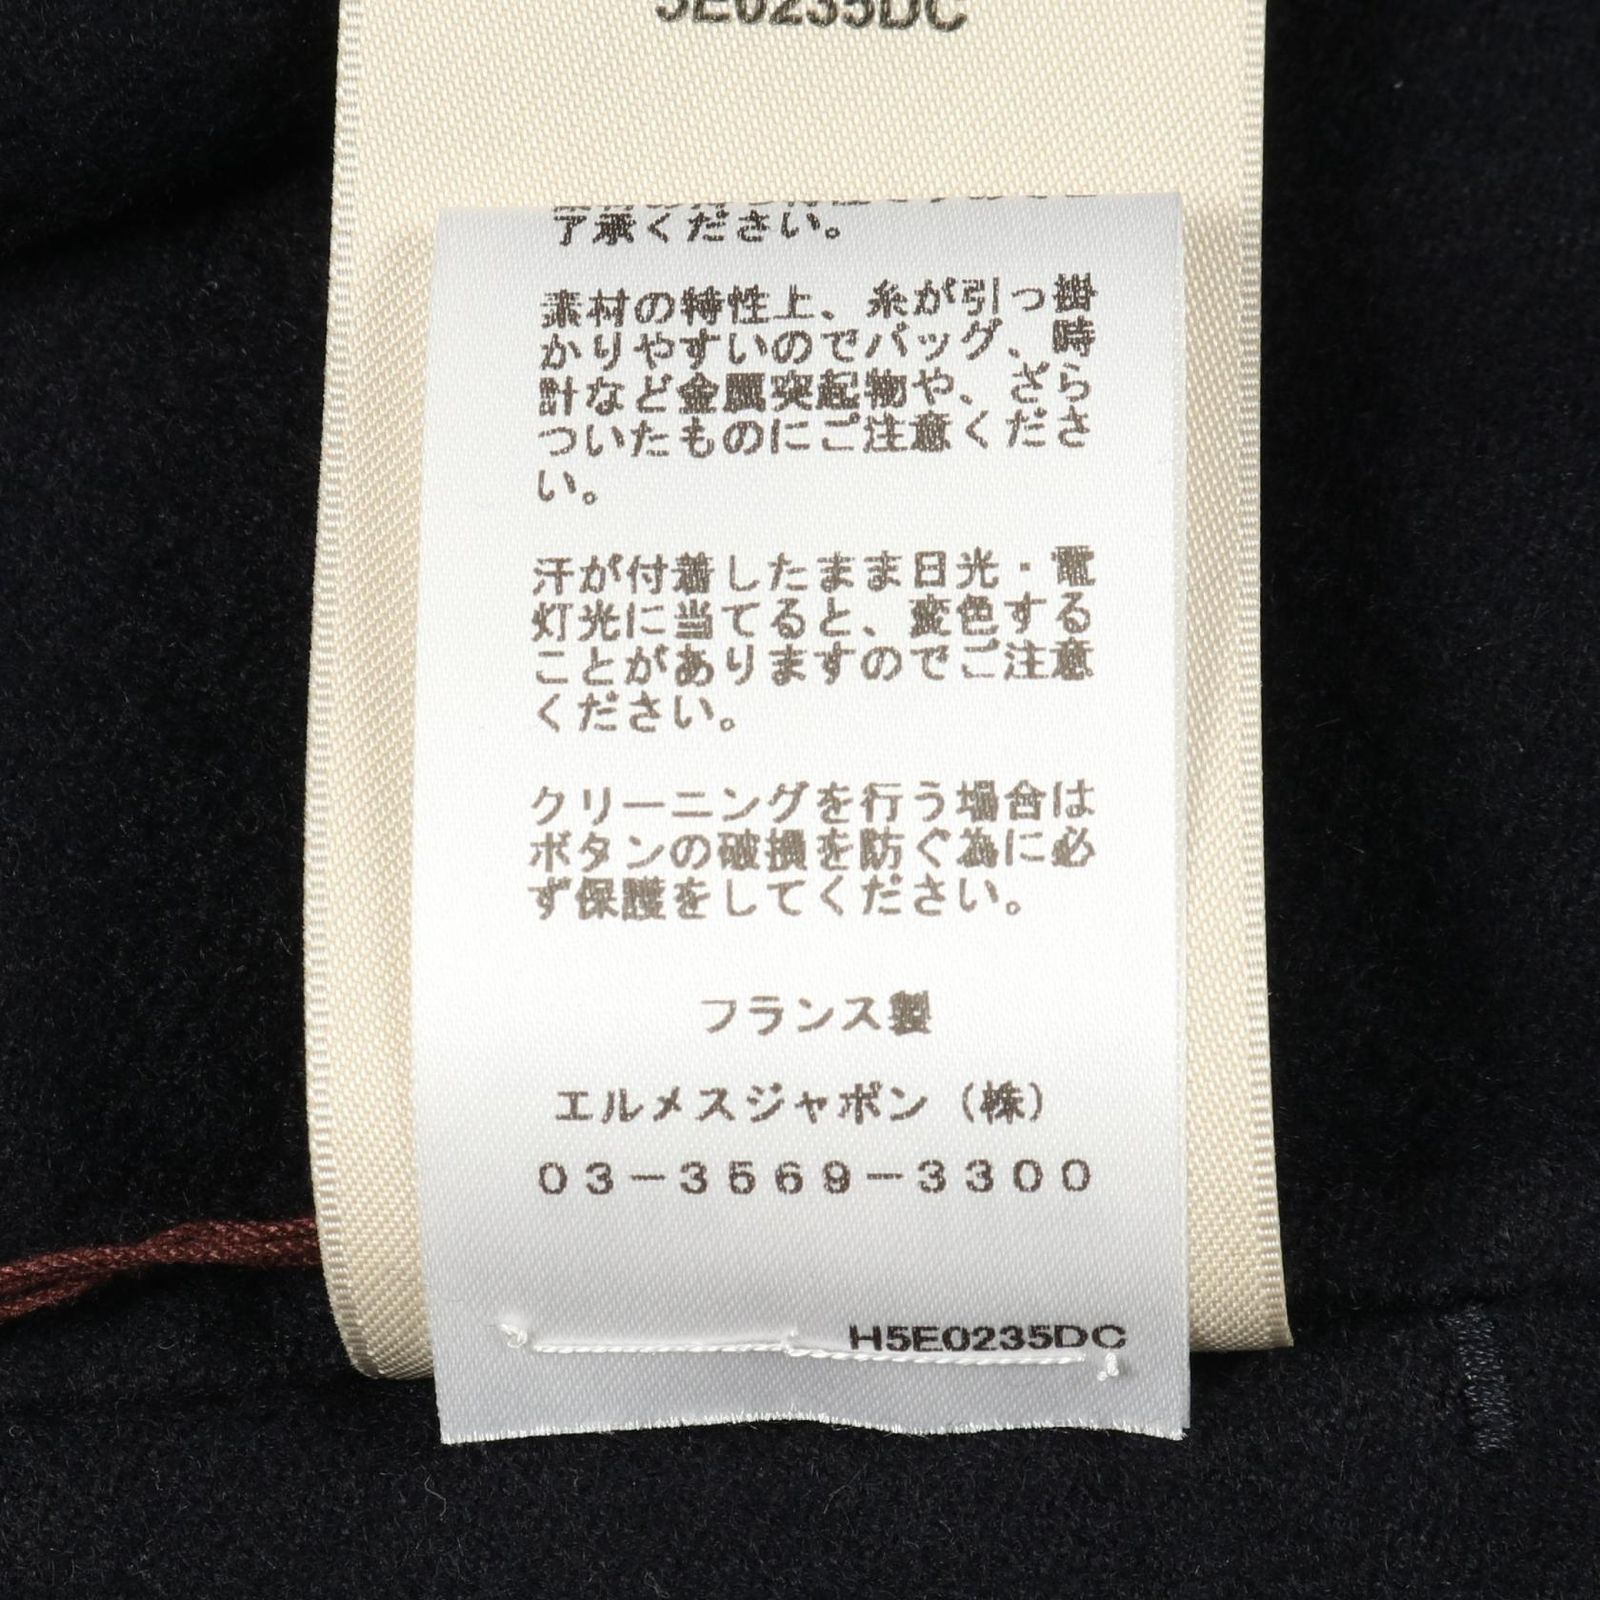 5E0235DC
了承ください。
素材の特性上、糸が引っ掛
かりやすいのでバッグ、時
計など金属突起物や、ざら
ついたものにご注意くださ
い。
汗が付着したまま日光・電
灯光に当てると、変色する
ことがありますのでご注意
ください。
クリーニングを行う場合は
ボタンの破損を防ぐ為に必
ず保護をしてください。
フランス製
エルメスジャポン（株）
03－3569－3300
H5E0235DC